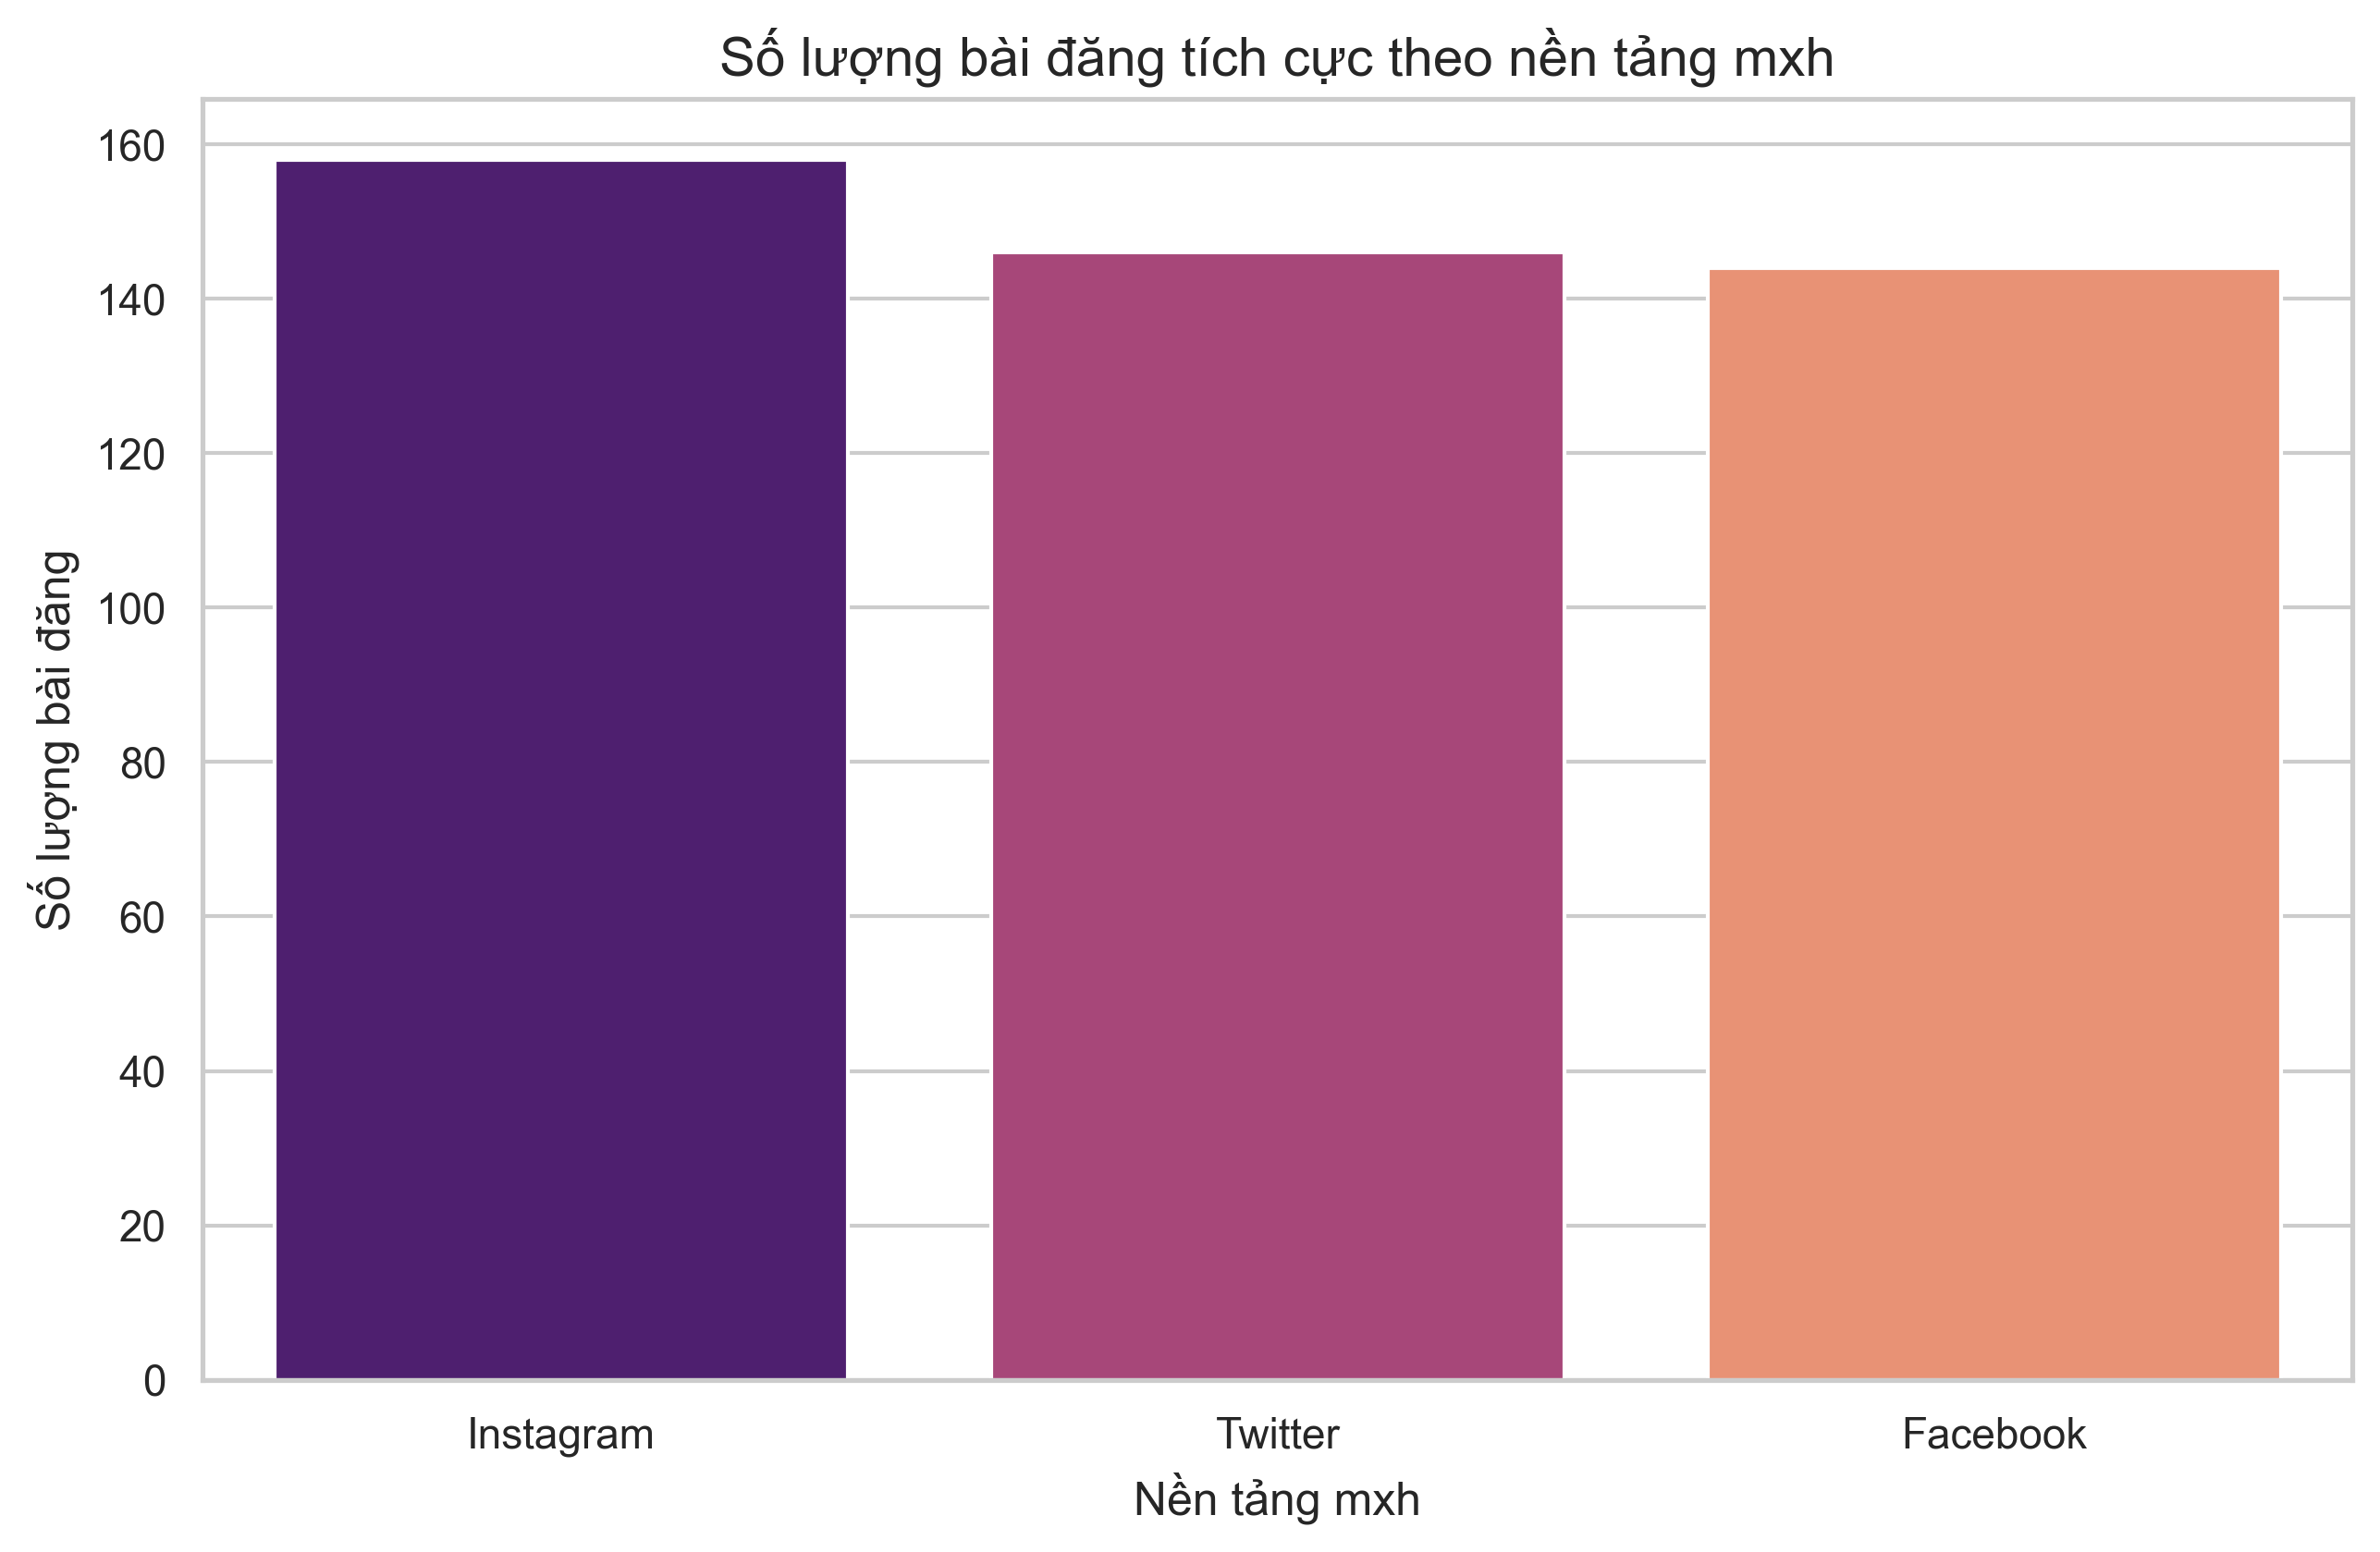 Số lượng bài đăng tích cực theo nền tảng mxh
160
140
120
100
80
60
40
20
0
Số lượng bài đăng
Instagram
Twitter
Facebook
Nền tảng mxh